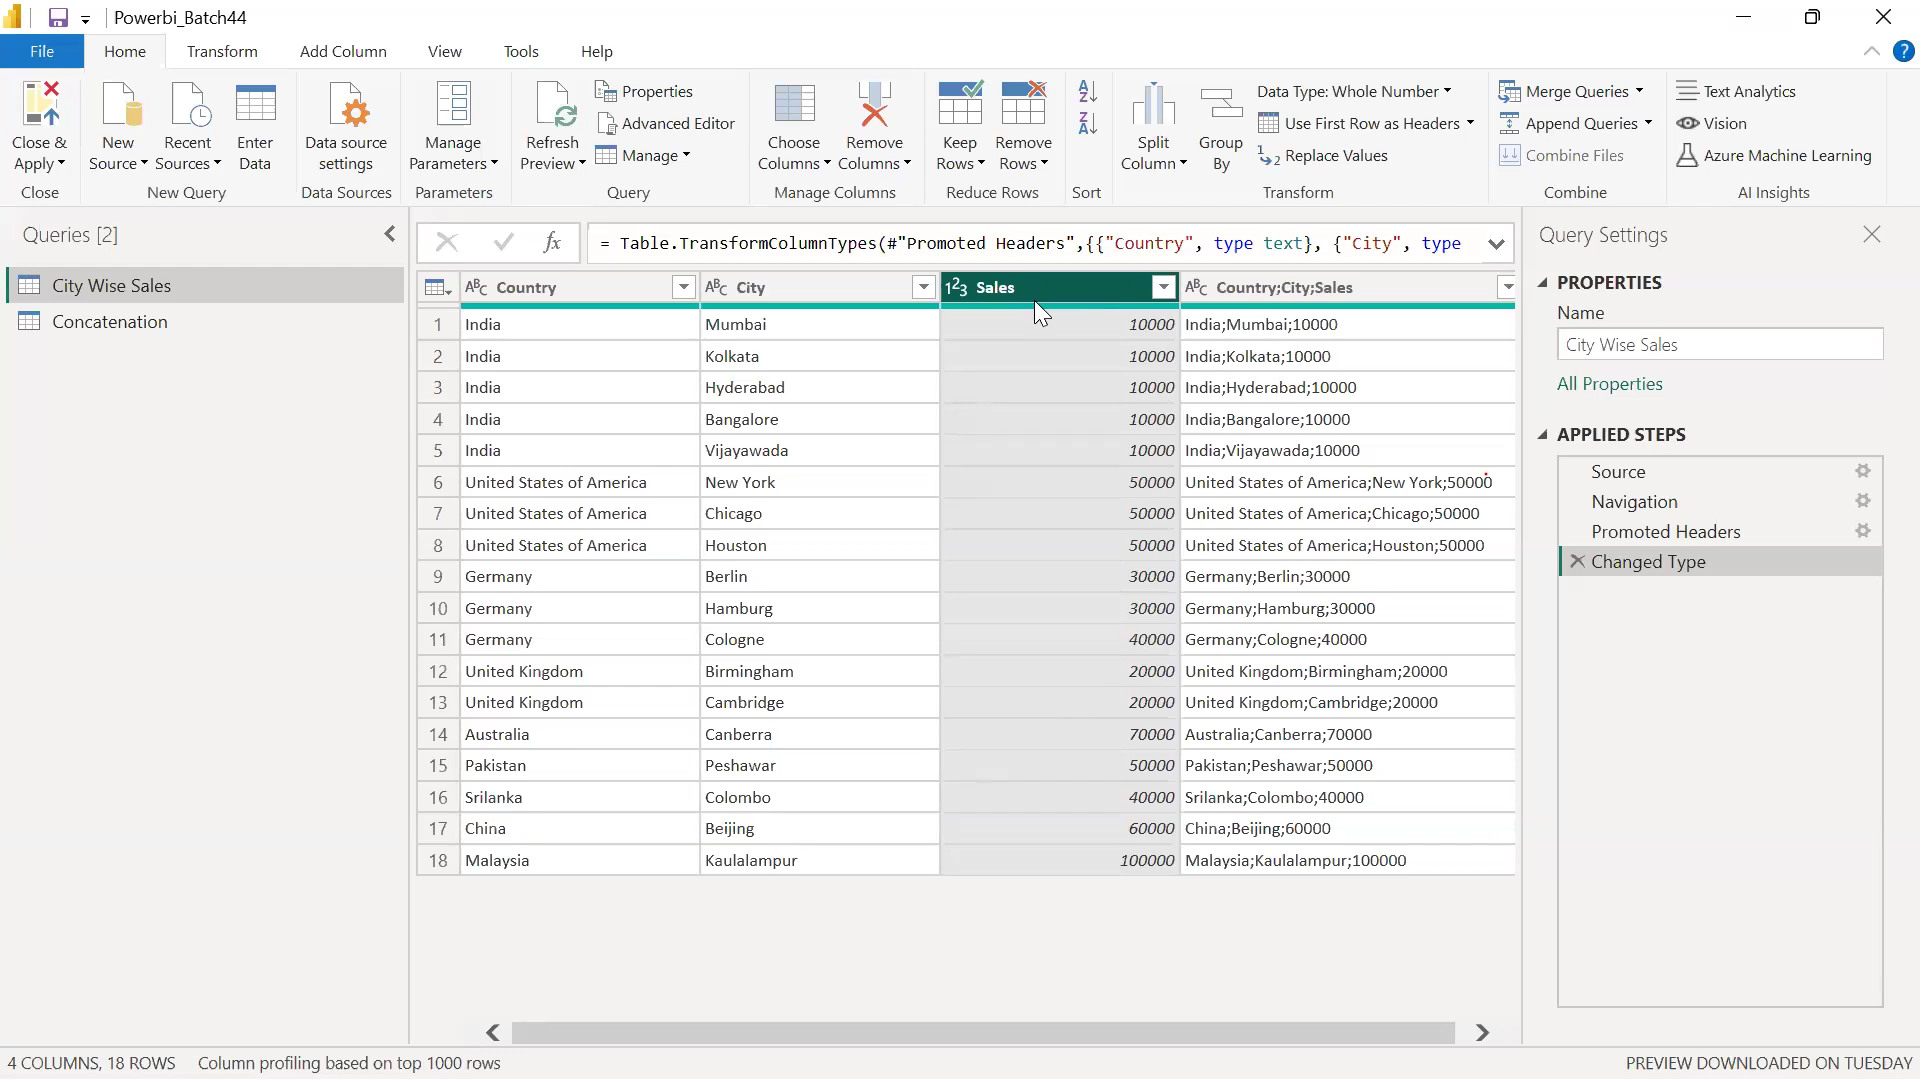 Powerbi_Batch44
File Home Transform Add Column View Tools Help
Close & Apply
New Source
Recent Sources
Enter Data
Data source settings
Manage Parameters
Refresh Preview
Properties
Advanced Editor
Manage
Choose Columns
Remove Columns
Keep Rows
Remove Rows
Split Column
Group By
Data Type: Whole Number
Use First Row as Headers
Replace Values
Merge Queries
Append Queries
Combine Files
Text Analytics
Vision
Azure Machine Learning
Close New Query Data Sources Parameters Query Manage Columns Reduce Rows Sort Transform Combine AI Insights
Queries [2]
City Wise Sales
Concatenation
fx = Table.TransformColumnTypes(#"Promoted Headers",{{"Country", type text}, {"City", type
Country City Sales Country;City;Sales
1 India Mumbai 10000 India;Mumbai;10000
2 India Kolkata 10000 India;Kolkata;10000
3 India Hyderabad 10000 India;Hyderabad;10000
4 India Bangalore 10000 India;Bangalore;10000
5 India Vijayawada 10000 India;Vijayawada;10000
6 United States of America New York 50000 United States of America;New York;50000
7 United States of America Chicago 50000 United States of America;Chicago;50000
8 United States of America Houston 50000 United States of America;Houston;50000
9 Germany Berlin 30000 Germany;Berlin;30000
10 Germany Hamburg 30000 Germany;Hamburg;30000
11 Germany Cologne 40000 Germany;Cologne;40000
12 United Kingdom Birmingham 20000 United Kingdom;Birmingham;20000
13 United Kingdom Cambridge 20000 United Kingdom;Cambridge;20000
14 Australia Canberra 70000 Australia;Canberra;70000
15 Pakistan Peshawar 50000 Pakistan;Peshawar;50000
16 Srilanka Colombo 40000 Srilanka;Colombo;40000
17 China Beijing 60000 China;Beijing;60000
18 Malaysia Kaulalampur 100000 Malaysia;Kaulalampur;100000
Query Settings
PROPERTIES
Name
City Wise Sales
All Properties
APPLIED STEPS
Source
Navigation
Promoted Headers
Changed Type
4 COLUMNS, 18 ROWS Column profiling based on top 1000 rows PREVIEW DOWNLOADED ON TUESDAY